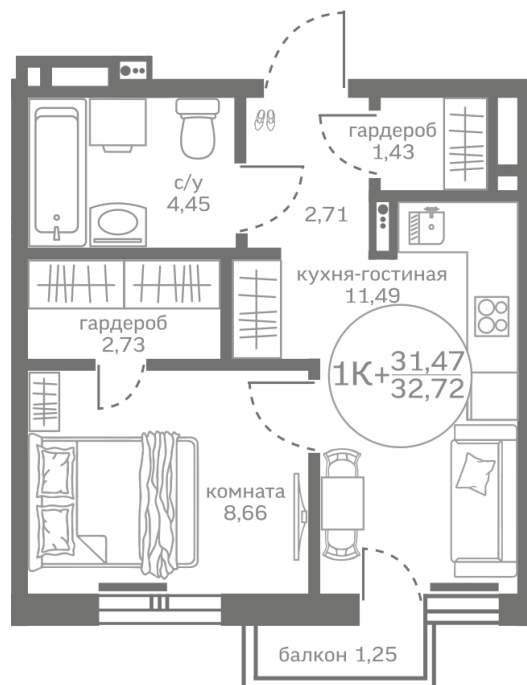 гардероб
1,43
с/у
4,45
2,71
кухня-гостиная
11,49
гардероб
2,73
1К+ 31,47
32,72
комната
8,66
балкон 1,25